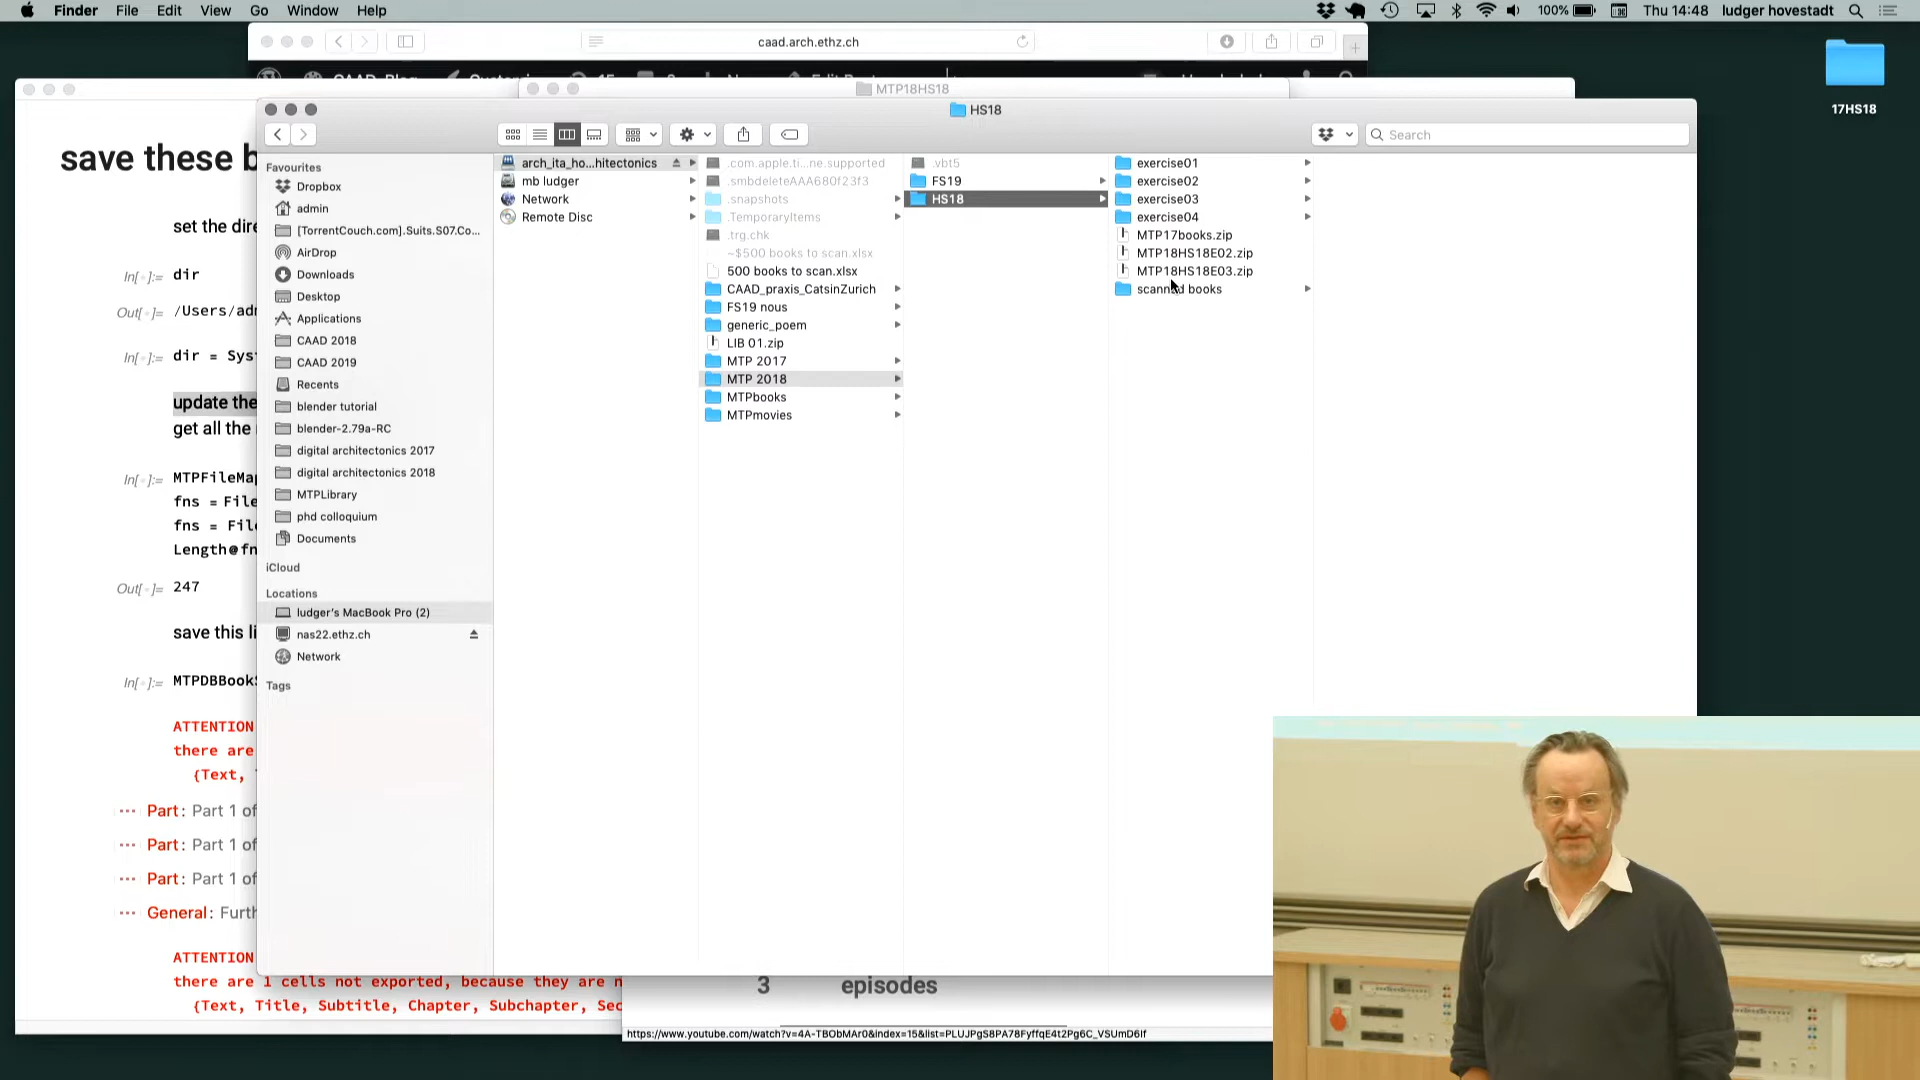 Finder File Edit View Go Window Help
100% Thu 14:48 ludger hovestadt
caad.arch.ethz.ch
MTP18HS18
HS18
17HS18
Search
save these b
set the dire
In[ ]:= dir
Out[ ]= /Users/adm
In[ ]:= dir = Syst
update the
get all the
In[ ]:= MTPFileMap
fns = File
fns = File
Length@fn
Out[ ]= 247
save this li
In[ ]:= MTPDBBookS
ATTENTION
there are
{Text,
Part: Part 1 of
Part: Part 1 of
Part: Part 1 of
General: Furth
ATTENTION
there are 1 cells not exported, because they are n
{Text, Title, Subtitle, Chapter, Subchapter, Sec
Favourites
Dropbox
admin
[TorrentCouch.com].Suits.S07.Co...
AirDrop
Downloads
Desktop
Applications
CAAD 2018
CAAD 2019
Recents
blender tutorial
blender-2.79a-RC
digital architectonics 2017
digital architectonics 2018
MTPLibrary
phd colloquium
Documents
iCloud
Locations
ludger's MacBook Pro (2)
nas22.ethz.ch
Network
Tags
arch_ita_ho...hitectonics
mb ludger
Network
Remote Disc
.com.apple.ti...ne.supported
.smbdeleteAAA680f23f3
.snapshots
.TemporaryItems
.trg.chk
~$500 books to scan.xlsx
500 books to scan.xlsx
CAAD_praxis_CatsinZurich
FS19 nous
generic_poem
LIB 01.zip
MTP 2017
MTP 2018
MTPbooks
MTPmovies
.vbt5
FS19
HS18
exercise01
exercise02
exercise03
exercise04
MTP17books.zip
MTP18HS18E02.zip
MTP18HS18E03.zip
scanned books
3 episodes
https://www.youtube.com/watch?v=4A-TBObMAr0&index=15&list=PLUJPgS8PA78FyffqE4t2Pg6C_VSUmD6lf